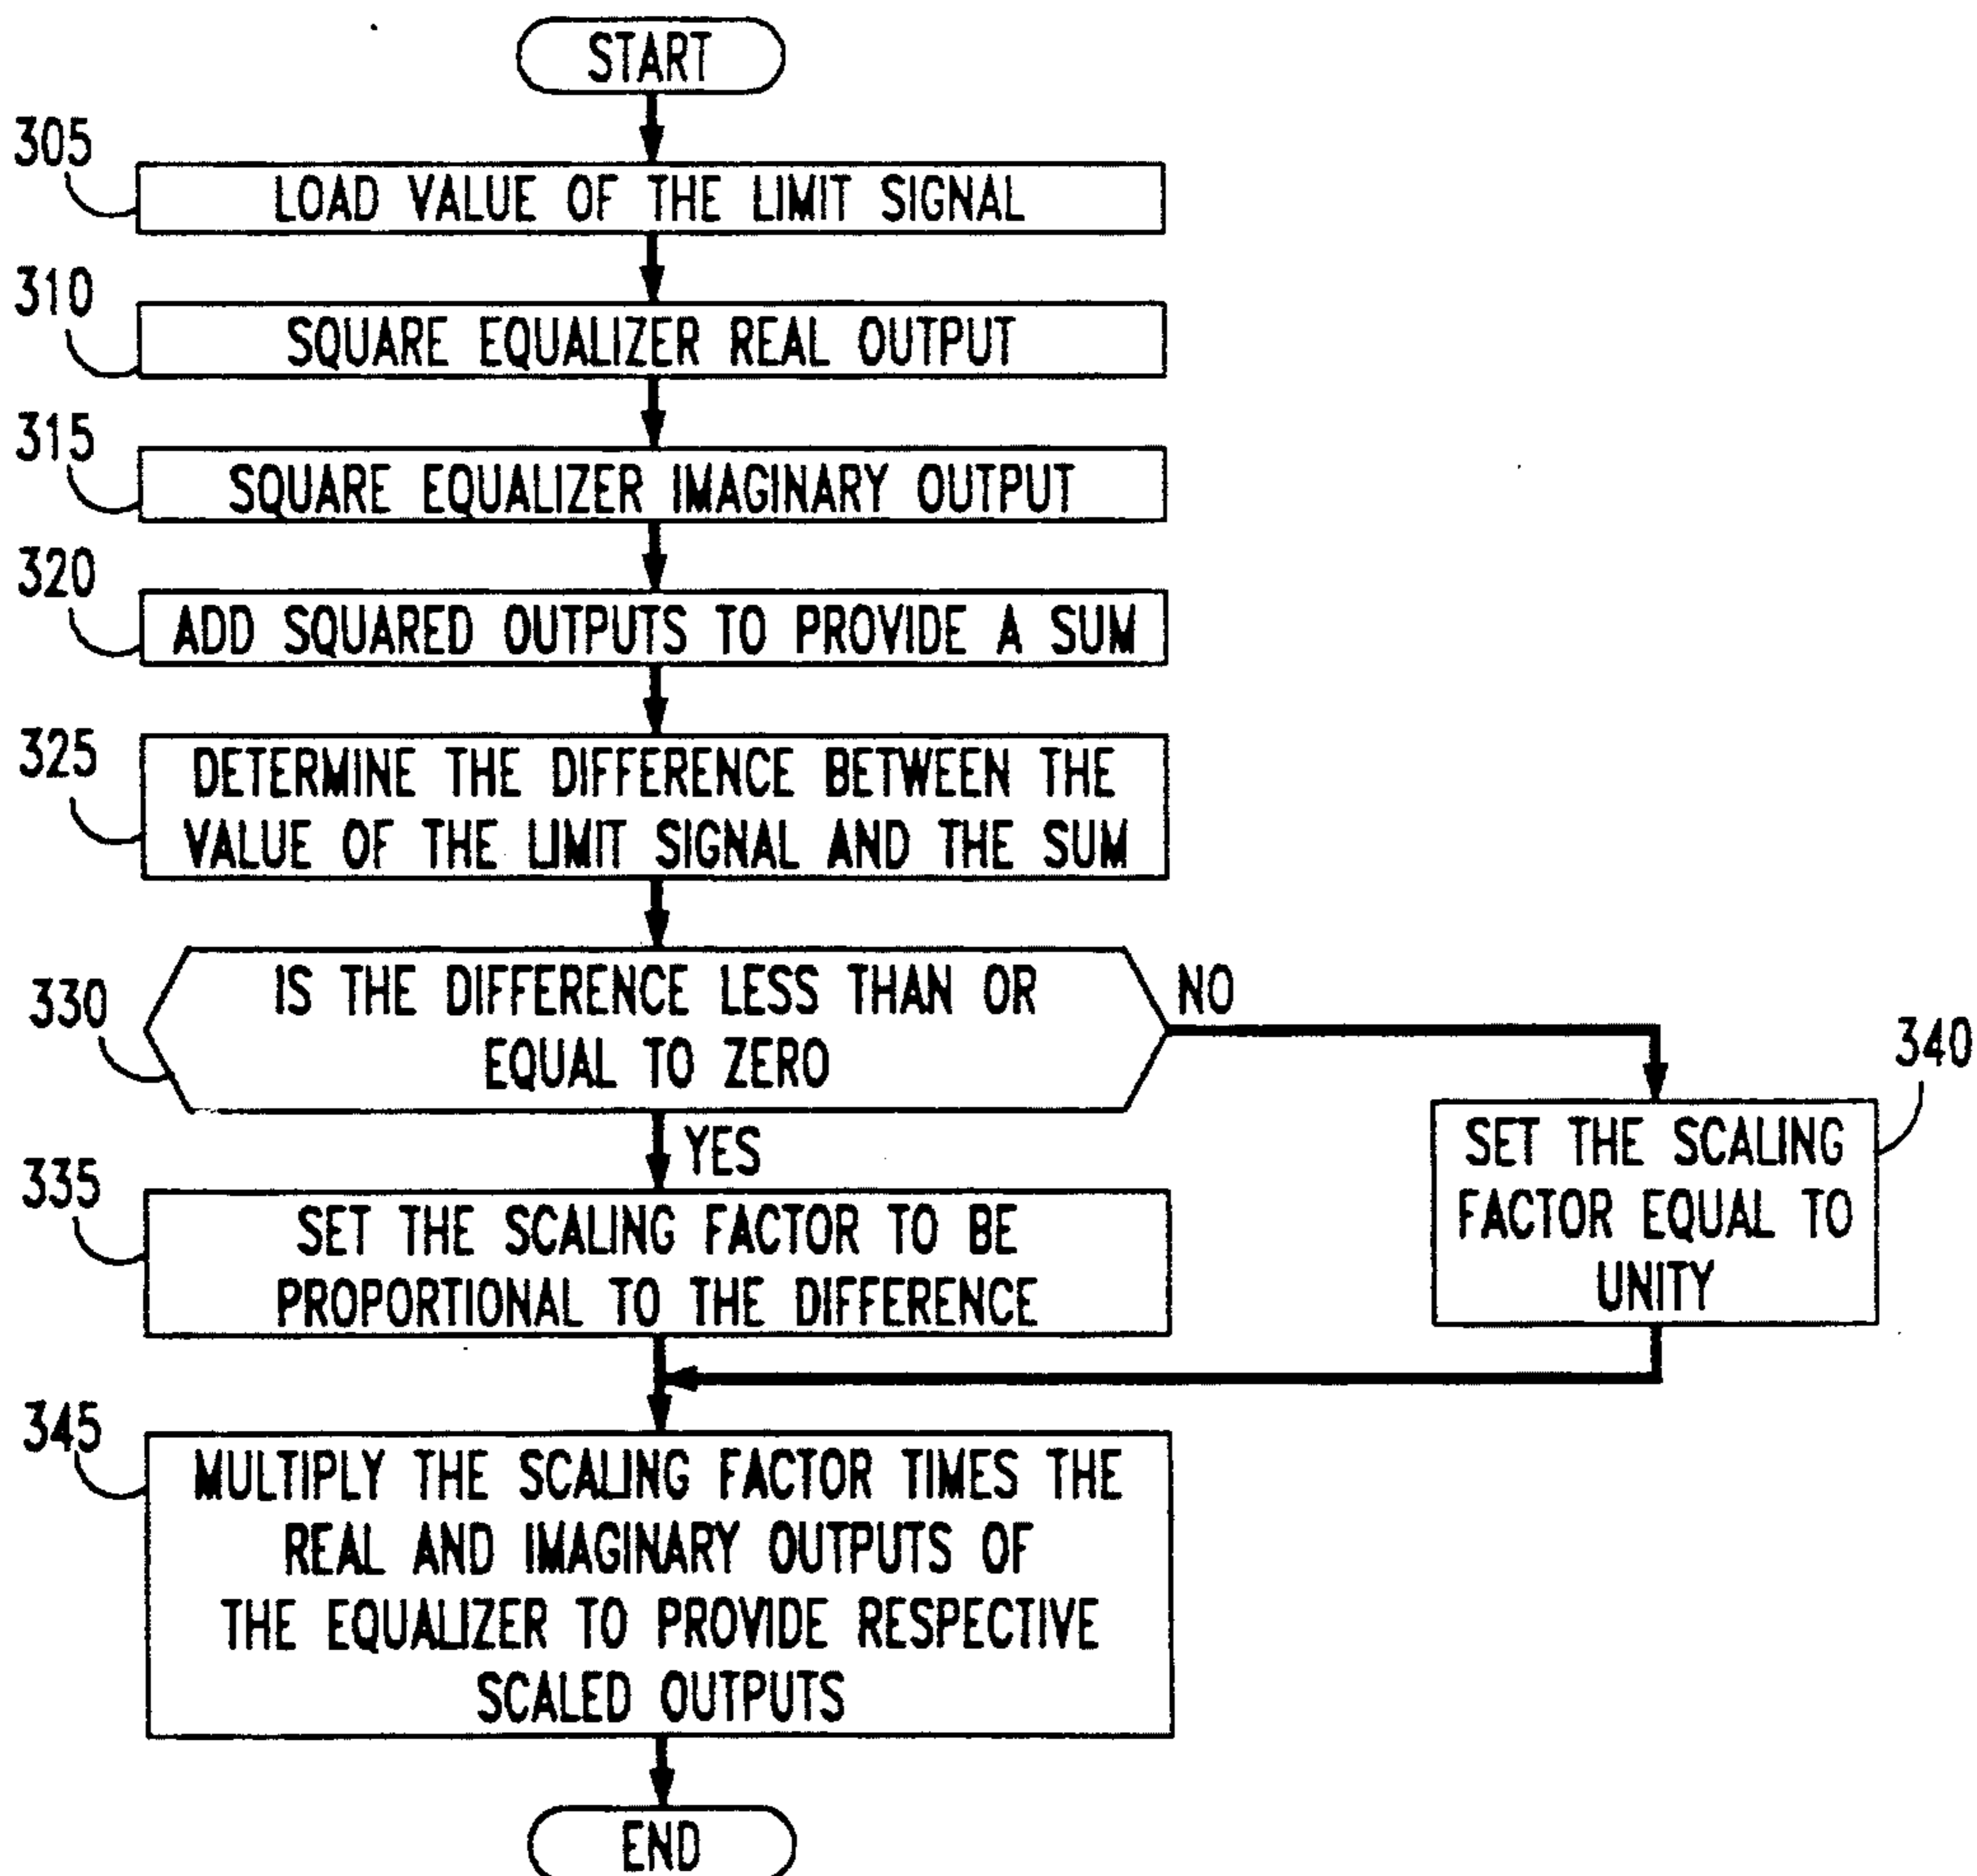 START
305
LOAD VALUE OF THE LIMIT SIGNAL
310
SQUARE EQUALIZER REAL OUTPUT
315
SQUARE EQUALIZER IMAGINARY OUTPUT
320
ADD SQUARED OUTPUTS TO PROVIDE A SUM
325
DETERMINE THE DIFFERENCE BETWEEN THE
VALUE OF THE LIMIT SIGNAL AND THE SUM
330
IS THE DIFFERENCE LESS THAN OR
EQUAL TO ZERO
NO
YES
340
SET THE SCALING
FACTOR EQUAL TO
UNITY
335
SET THE SCALING FACTOR TO BE
PROPORTIONAL TO THE DIFFERENCE
345
MULTIPLY THE SCALING FACTOR TIMES THE
REAL AND IMAGINARY OUTPUTS OF
THE EQUALIZER TO PROVIDE RESPECTIVE
SCALED OUTPUTS
END